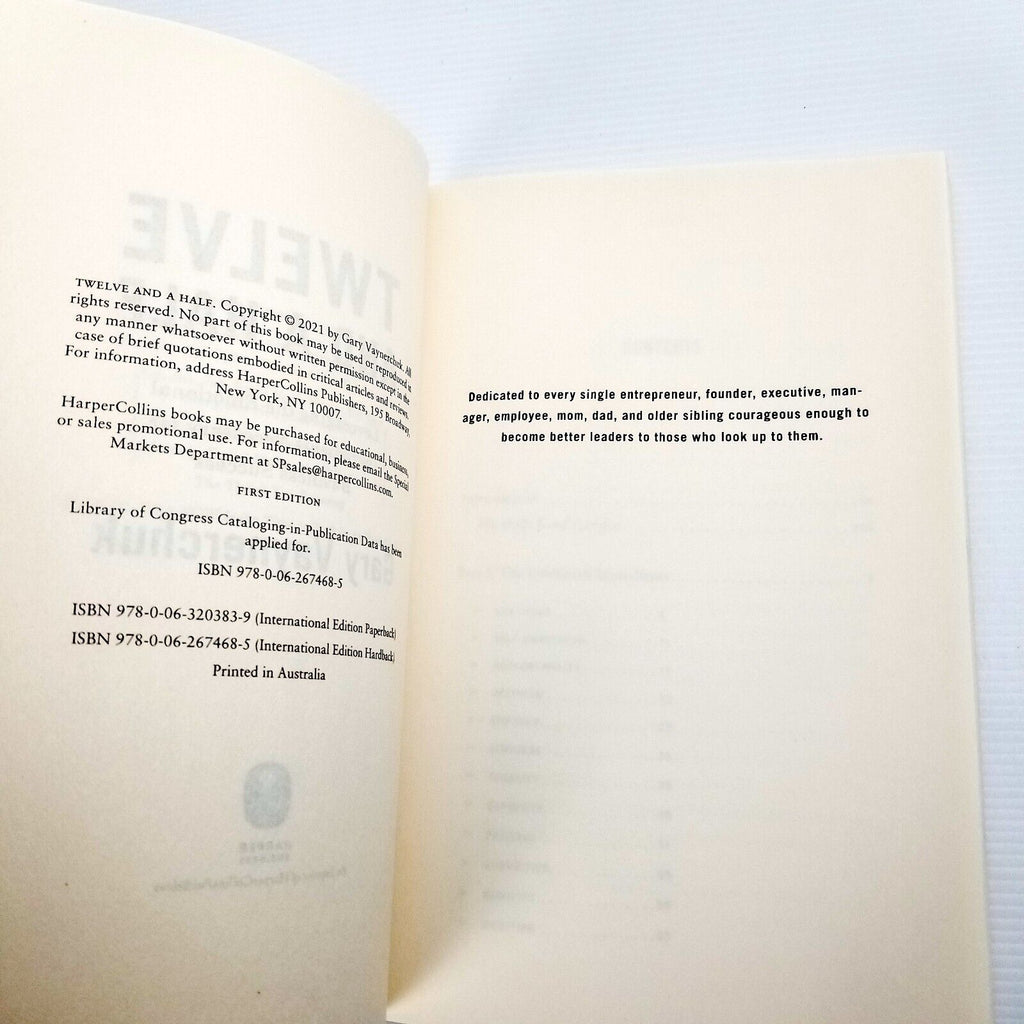 TWELVE AND A HALF. Copyright © 2021 by Gary Vaynerchuk. All
rights reserved. No part of this book may be used or reproduced in
any manner whatsoever without written permission except in the
case of brief quotations embodied in critical articles and reviews.
For information, address HarperCollins Publishers, 195 Broadway,
New York, NY 10007.
HarperCollins books may be purchased for educational, business,
or sales promotional use. For information, please email the Special
Markets Department at SPsales@harpercollins.com.
FIRST EDITION
Library of Congress Cataloging-in-Publication Data has been
applied for.
ISBN 978-0-06-267468-5
ISBN 978-0-06-320383-9 (International Edition Paperback)
ISBN 978-0-06-267468-5 (International Edition Hardback)
Printed in Australia
TWELVE
Gary Vaynerchuk
Dedicated to every single entrepreneur, founder, executive, man-
ager, employee, mom, dad, and older sibling courageous enough to
become better leaders to those who look up to them.